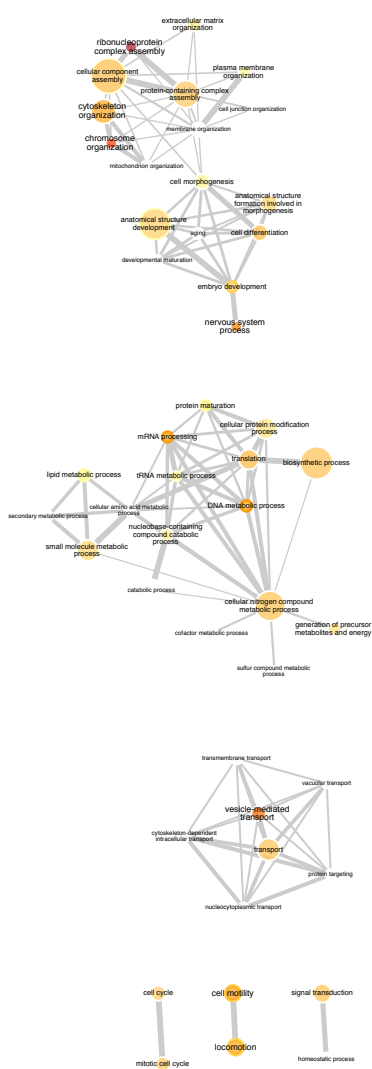 extracellular matrix
organization
ribonucleoprotein
complex assembly
plasma membrane
organization
cellular component
assembly
protein-containing complex
assembly
cytoskeleton
organization
cell junction organization
membrane organization
chromosome
organization
mitochondrion organization
cell morphogenesis
anatomical structure
formation involved in
morphogenesis
anatomical structure
development
aging
cell differentiation
developmental maturation
embryo development
nervous system
process
protein maturation
cellular protein modification
process
mRNA processing
translation
biosynthetic process
lipid metabolic process
tRNA metabolic process
DNA metabolic process
cellular amino acid metabolic
process
secondary metabolic process
nucleobase-containing
compound catabolic
process
small molecule metabolic
process
catabolic process
cellular nitrogen compound
metabolic process
cofactor metabolic process
generation of precursor
metabolites and energy
sulfur compound metabolic
process
transmembrane transport
vacuolar transport
vesicle-mediated
transport
cytoskeleton-dependent
intracellular transport
transport
protein targeting
nucleocytoplasmic transport
cell cycle
cell motility
signal transduction
locomotion
homeostatic process
mitotic cell cycle